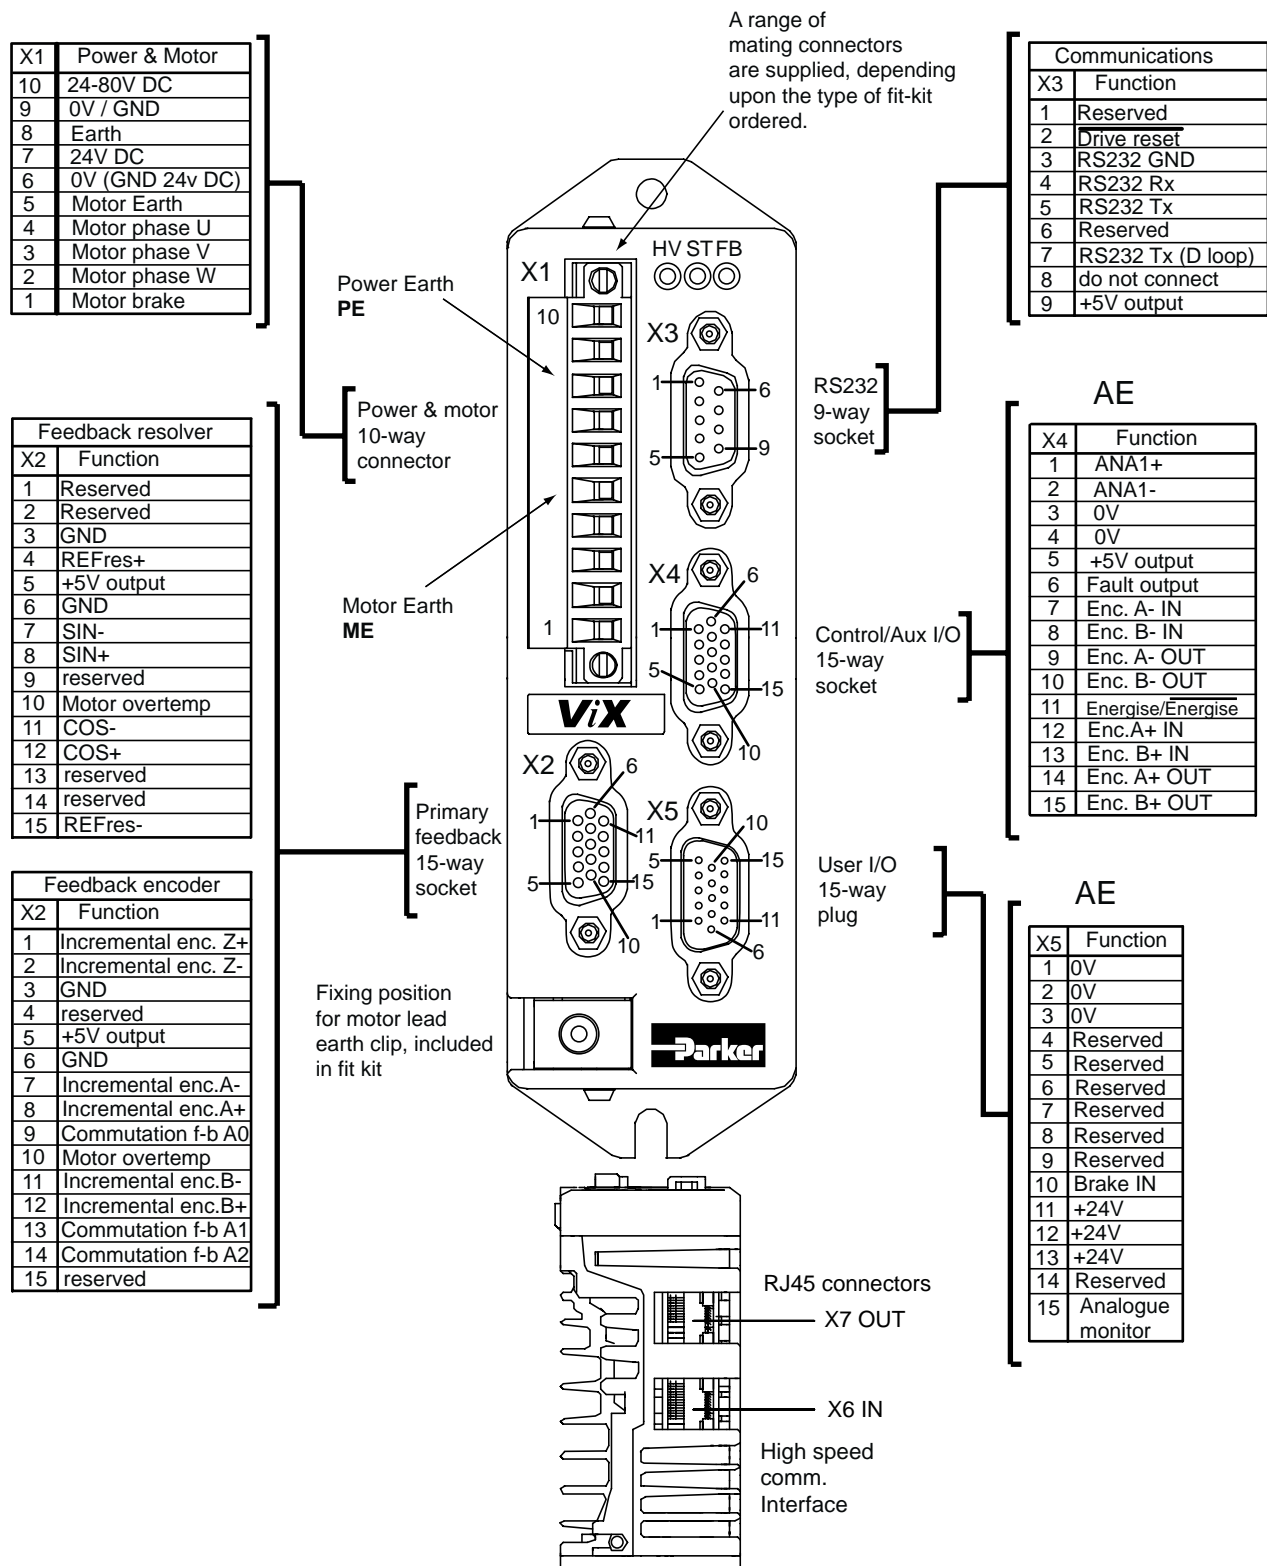 A range of
mating connectors
are supplied, depending
upon the type of fit-kit
ordered.
X1 Power & Motor
10 24-80V DC
9 0V / GND
8 Earth
7 24V DC
6 0V (GND 24v DC)
5 Motor Earth
4 Motor phase U
3 Motor phase V
2 Motor phase W
1 Motor brake
Communications
X3 Function
1 Reserved
2 Drive reset
3 RS232 GND
4 RS232 Rx
5 RS232 Tx
6 Reserved
7 RS232 Tx (D loop)
8 do not connect
9 +5V output
HV ST FB
X1
10
1
Power Earth
PE
Power & motor
10-way
connector
Motor Earth
ME
X3
1
6
5
9
RS232
9-way
socket
Feedback resolver
X2 Function
1 Reserved
2 Reserved
3 GND
4 REFres+
5 +5V output
6 GND
7 SIN-
8 SIN+
9 reserved
10 Motor overtemp
11 COS-
12 COS+
13 reserved
14 reserved
15 REFres-
AE
X4 Function
1 ANA1+
2 ANA1-
3 0V
4 0V
5 +5V output
6 Fault output
7 Enc. A- IN
8 Enc. B- IN
9 Enc. A- OUT
10 Enc. B- OUT
11 Energise/Energise
12 Enc.A+ IN
13 Enc. B+ IN
14 Enc. A+ OUT
15 Enc. B+ OUT
X4
6
1
11
5
15
10
Control/Aux I/O
15-way
socket
ViX
X2
6
1
11
5
15
10
Primary
feedback
15-way
socket
X5
10
5
15
1
11
6
User I/O
15-way
plug
Feedback encoder
X2 Function
1 Incremental enc. Z+
2 Incremental enc. Z-
3 GND
4 reserved
5 +5V output
6 GND
7 Incremental enc.A-
8 Incremental enc.A+
9 Commutation f-b A0
10 Motor overtemp
11 Incremental enc.B-
12 Incremental enc.B+
13 Commutation f-b A1
14 Commutation f-b A2
15 reserved
Fixing position
for motor lead
earth clip, included
in fit kit
Parker
AE
X5 Function
1 0V
2 0V
3 0V
4 Reserved
5 Reserved
6 Reserved
7 Reserved
8 Reserved
9 Reserved
10 Brake IN
11 +24V
12 +24V
13 +24V
14 Reserved
15 Analogue
monitor
RJ45 connectors
X7 OUT
X6 IN
High speed
comm.
Interface